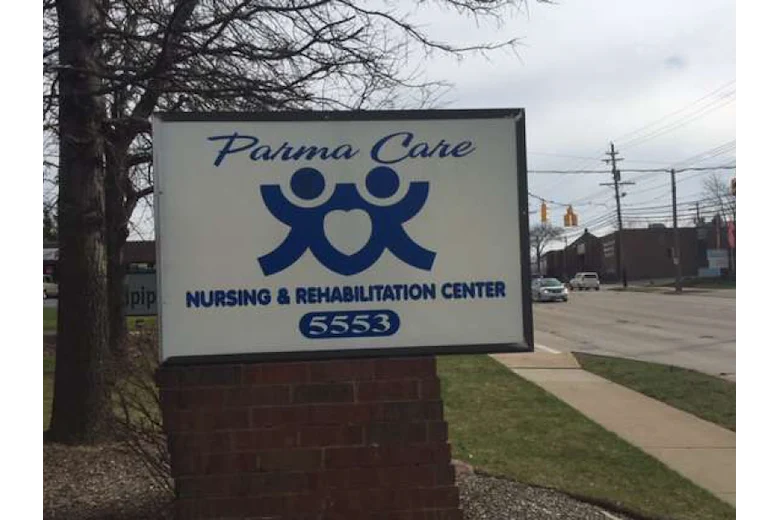 Parma Care
NURSING & REHABILITATION CENTER
5553